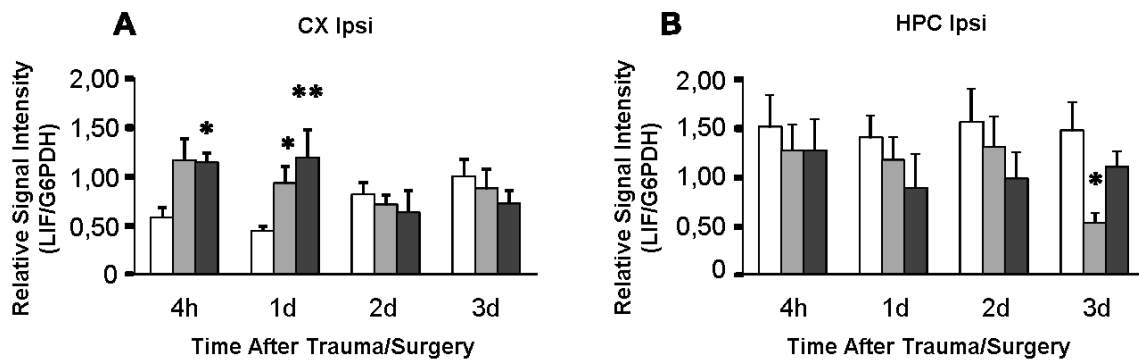 A
CX Ipsi
Relative Signal Intensity
(LIF/G6PDH)
2,00
1,50
1,00
0,50
0
*
*
**
4h 1d 2d 3d
Time After Trauma/Surgery
B
HPC Ipsi
Relative Signal Intensity
(LIF/G6PDH)
2,00
1,50
1,00
0,50
0
*
4h 1d 2d 3d
Time After Trauma/Surgery